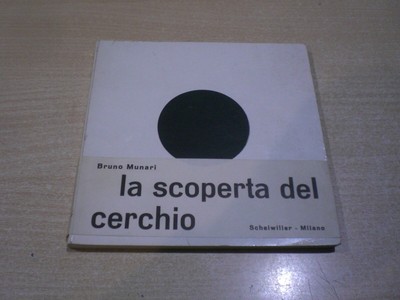 Bruno Munari
la scoperta del
cerchio
Scheiwiller - Milano